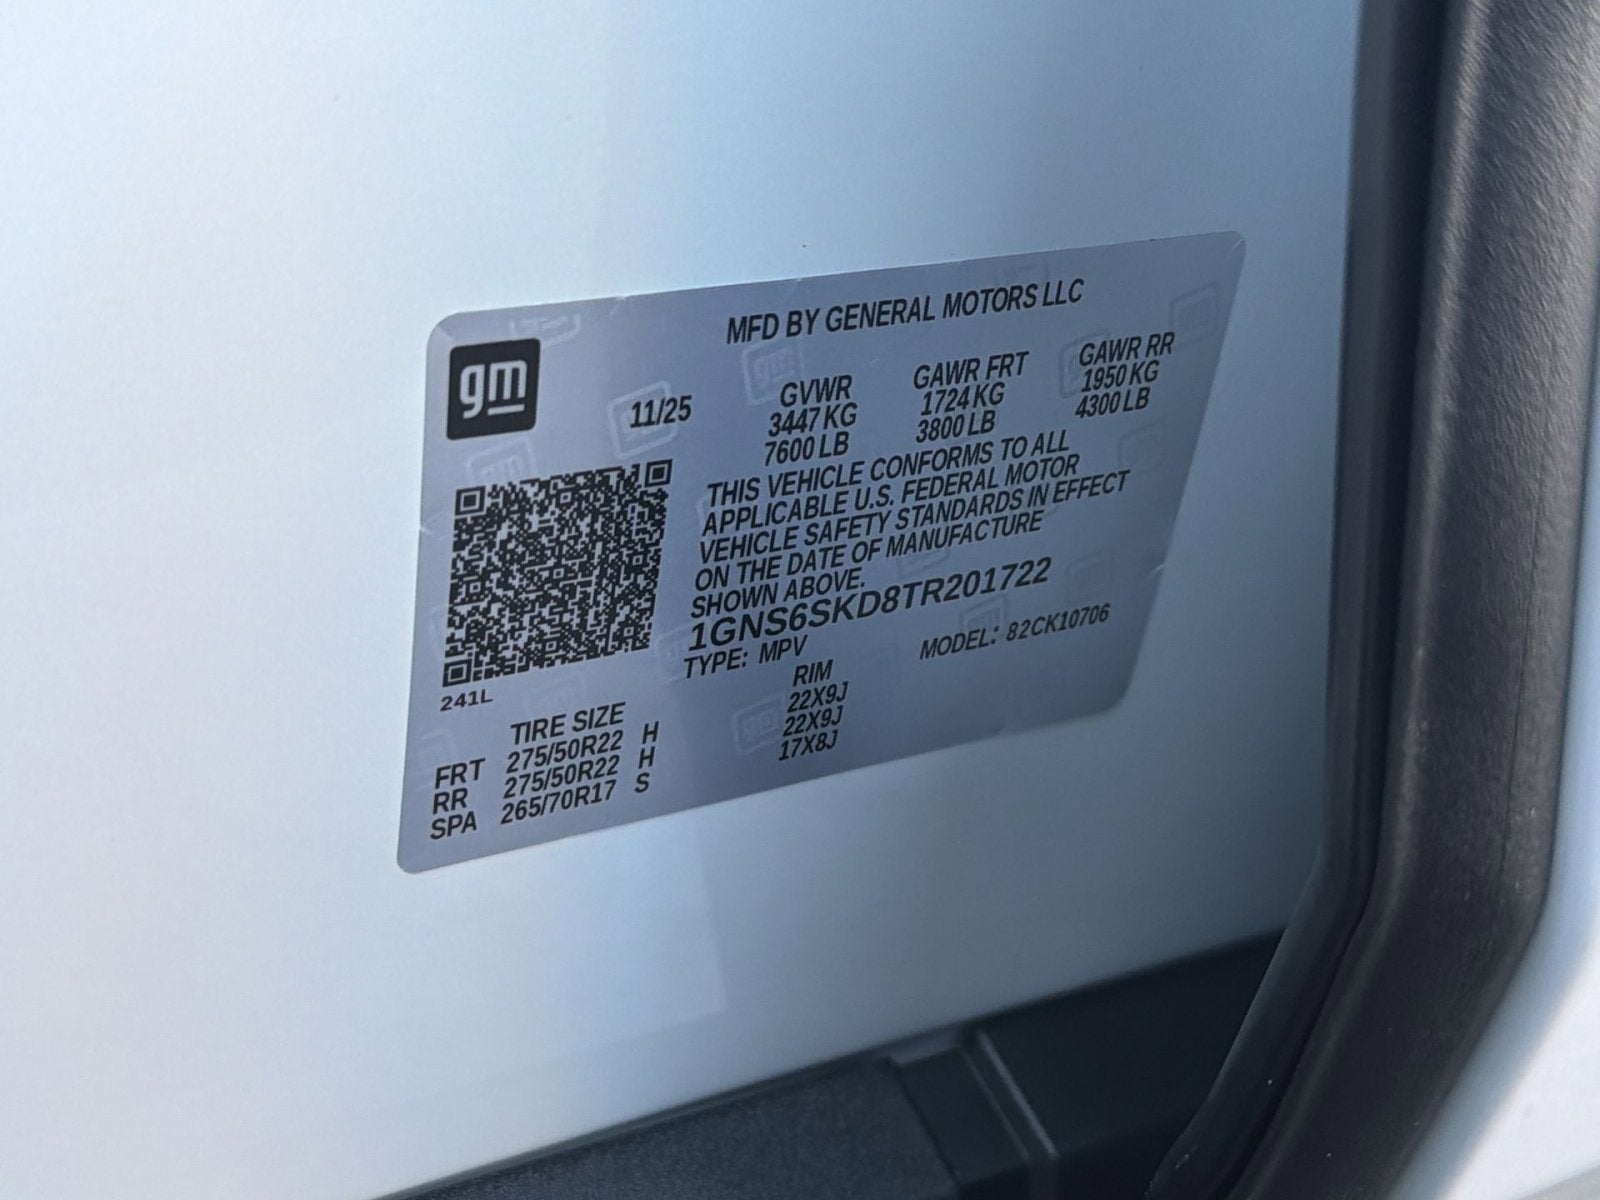 MFD BY GENERAL MOTORS LLC
gm
11/25
GVWR GAWR FRT GAWR RR
3447 KG 1724 KG 1950 KG
7600 LB 3800 LB 4300 LB
THIS VEHICLE CONFORMS TO ALL
APPLICABLE U.S. FEDERAL MOTOR
VEHICLE SAFETY STANDARDS IN EFFECT
ON THE DATE OF MANUFACTURE
SHOWN ABOVE.
1GNS6SKD8TR201722
TYPE: MPV MODEL: 82CK10706
241L
TIRE SIZE RIM
FRT 275/50R22 H 22X9J
RR 275/50R22 H 22X9J
SPA 265/70R17 S 17X8J